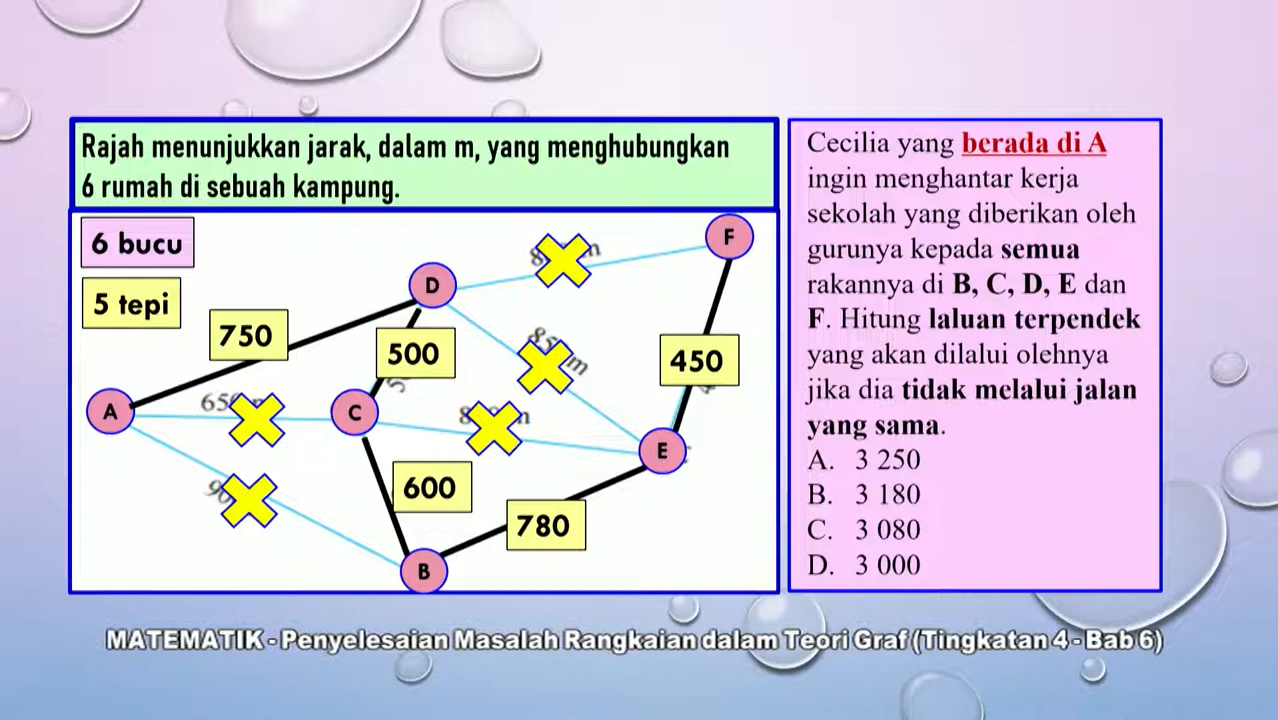 Rajah menunjukkan jarak, dalam m, yang menghubungkan
6 rumah di sebuah kampung.
6 bucu
5 tepi
F
D
750
500
450
A
C
E
600
780
B
Cecilia yang berada di A
ingin menghantar kerja
sekolah yang diberikan oleh
gurunya kepada semua
rakannya di B, C, D, E dan
F. Hitung laluan terpendek
yang akan dilalui olehnya
jika dia tidak melalui jalan
yang sama.
A. 3 250
B. 3 180
C. 3 080
D. 3 000
MATEMATIK - Penyelesaian Masalah Rangkaian dalam Teori Graf (Tingkatan 4 - Bab 6)